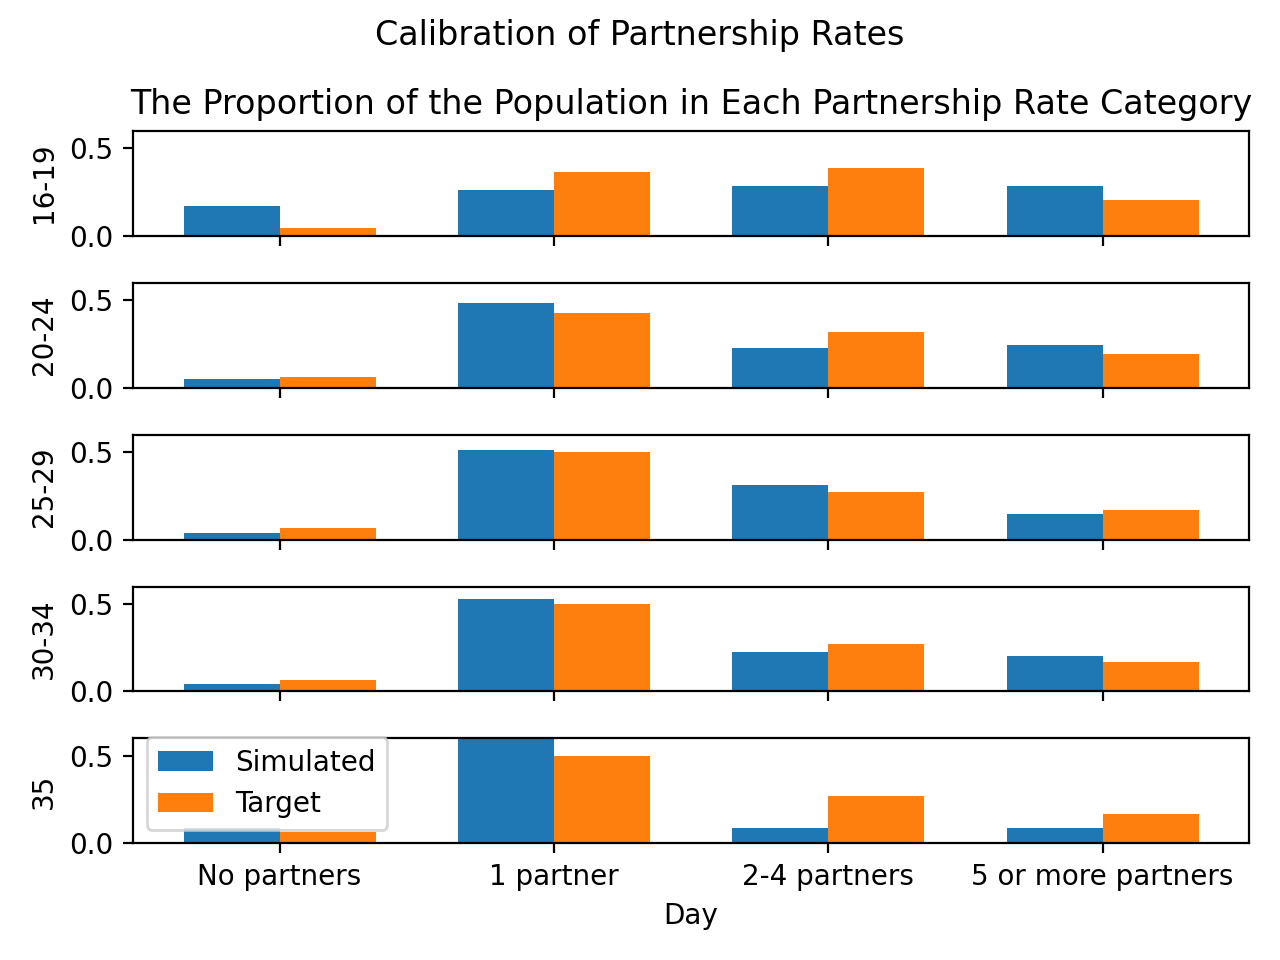 Calibration of Partnership Rates
The Proportion of the Population in Each Partnership Rate Category
0.5
16-19
0.0
0.5
20-24
0.0
0.5
25-29
0.0
0.5
30-34
0.0
0.5
35
0.0
Simulated
Target
No partners 1 partner 2-4 partners 5 or more partners
Day